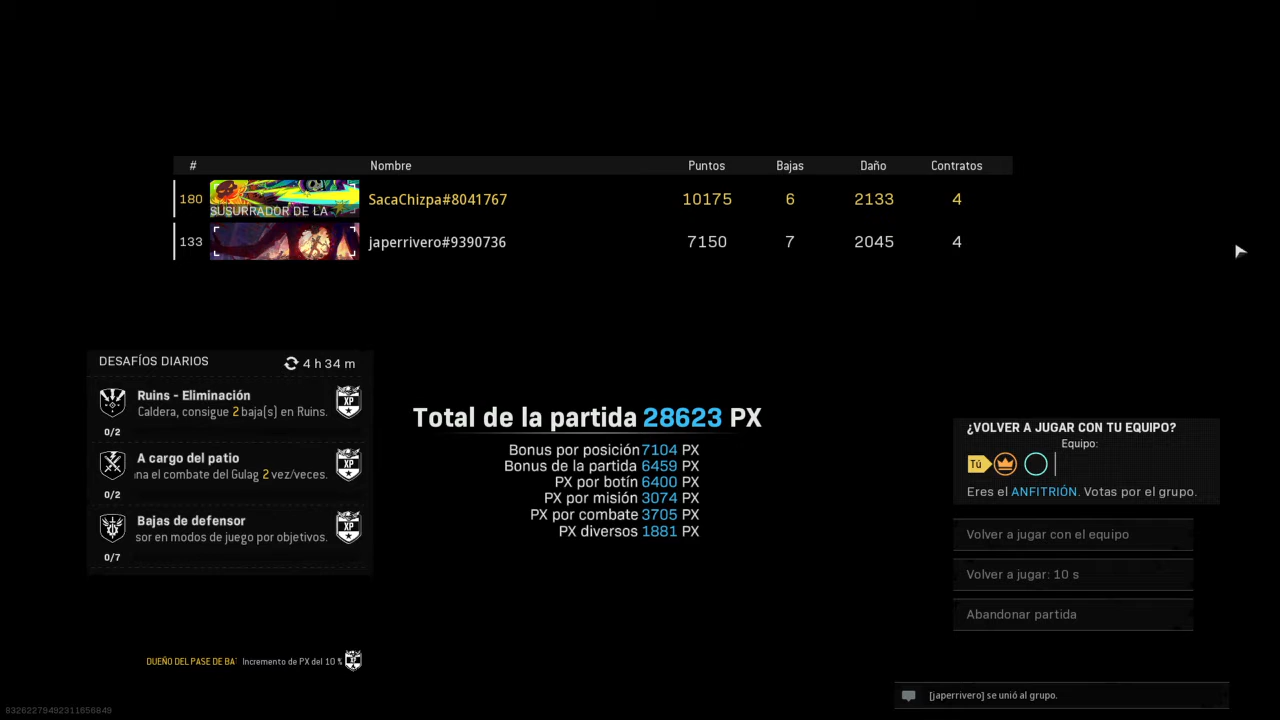 # Nombre Puntos Bajas Daño Contratos
180 SUSURRADOR DE LA SacaChizpa#8041767 10175 6 2133 4
133 japerrivero#9390736 7150 7 2045 4
DESAFÍOS DIARIOS 4 h 34 m
Ruins - Eliminación
Caldera, consigue 2 baja(s) en Ruins.
XP
0/2
A cargo del patio
na el combate del Gulag 2 vez/veces.
XP
0/2
Bajas de defensor
sor en modos de juego por objetivos.
XP
0/7
DUEÑO DEL PASE DE BA Incremento de PX del 10 % XP
Total de la partida 28623 PX
Bonus por posición 7104 PX
Bonus de la partida 6459 PX
PX por botín 6400 PX
PX por misión 3074 PX
PX por combate 3705 PX
PX diversos 1881 PX
¿VOLVER A JUGAR CON TU EQUIPO?
Equipo:
Tú
Eres el ANFITRIÓN. Votas por el grupo.
Volver a jugar con el equipo
Volver a jugar: 10 s
Abandonar partida
[japerrivero] se unió al grupo.